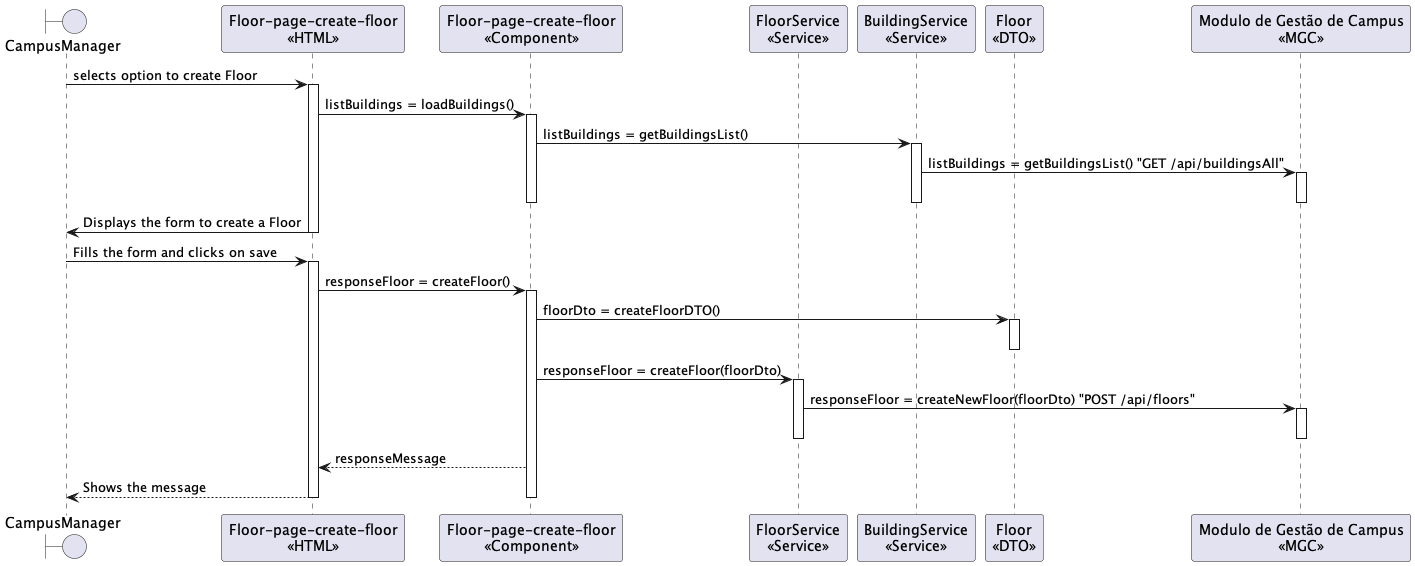 CampusManager
Floor-page-create-floor
«HTML»
Floor-page-create-floor
«Component»
FloorService
«Service»
BuildingService
«Service»
Floor
«DTO»
Modulo de Gestão de Campus
«MGC»
selects option to create Floor
listBuildings = loadBuildings()
listBuildings = getBuildingsList()
listBuildings = getBuildingsList() "GET /api/buildingsAll"
Displays the form to create a Floor
Fills the form and clicks on save
responseFloor = createFloor()
floorDto = createFloorDTO()
responseFloor = createFloor(floorDto)
responseFloor = createNewFloor(floorDto) "POST /api/floors"
responseMessage
Shows the message
CampusManager
Floor-page-create-floor
«HTML»
Floor-page-create-floor
«Component»
FloorService
«Service»
BuildingService
«Service»
Floor
«DTO»
Modulo de Gestão de Campus
«MGC»